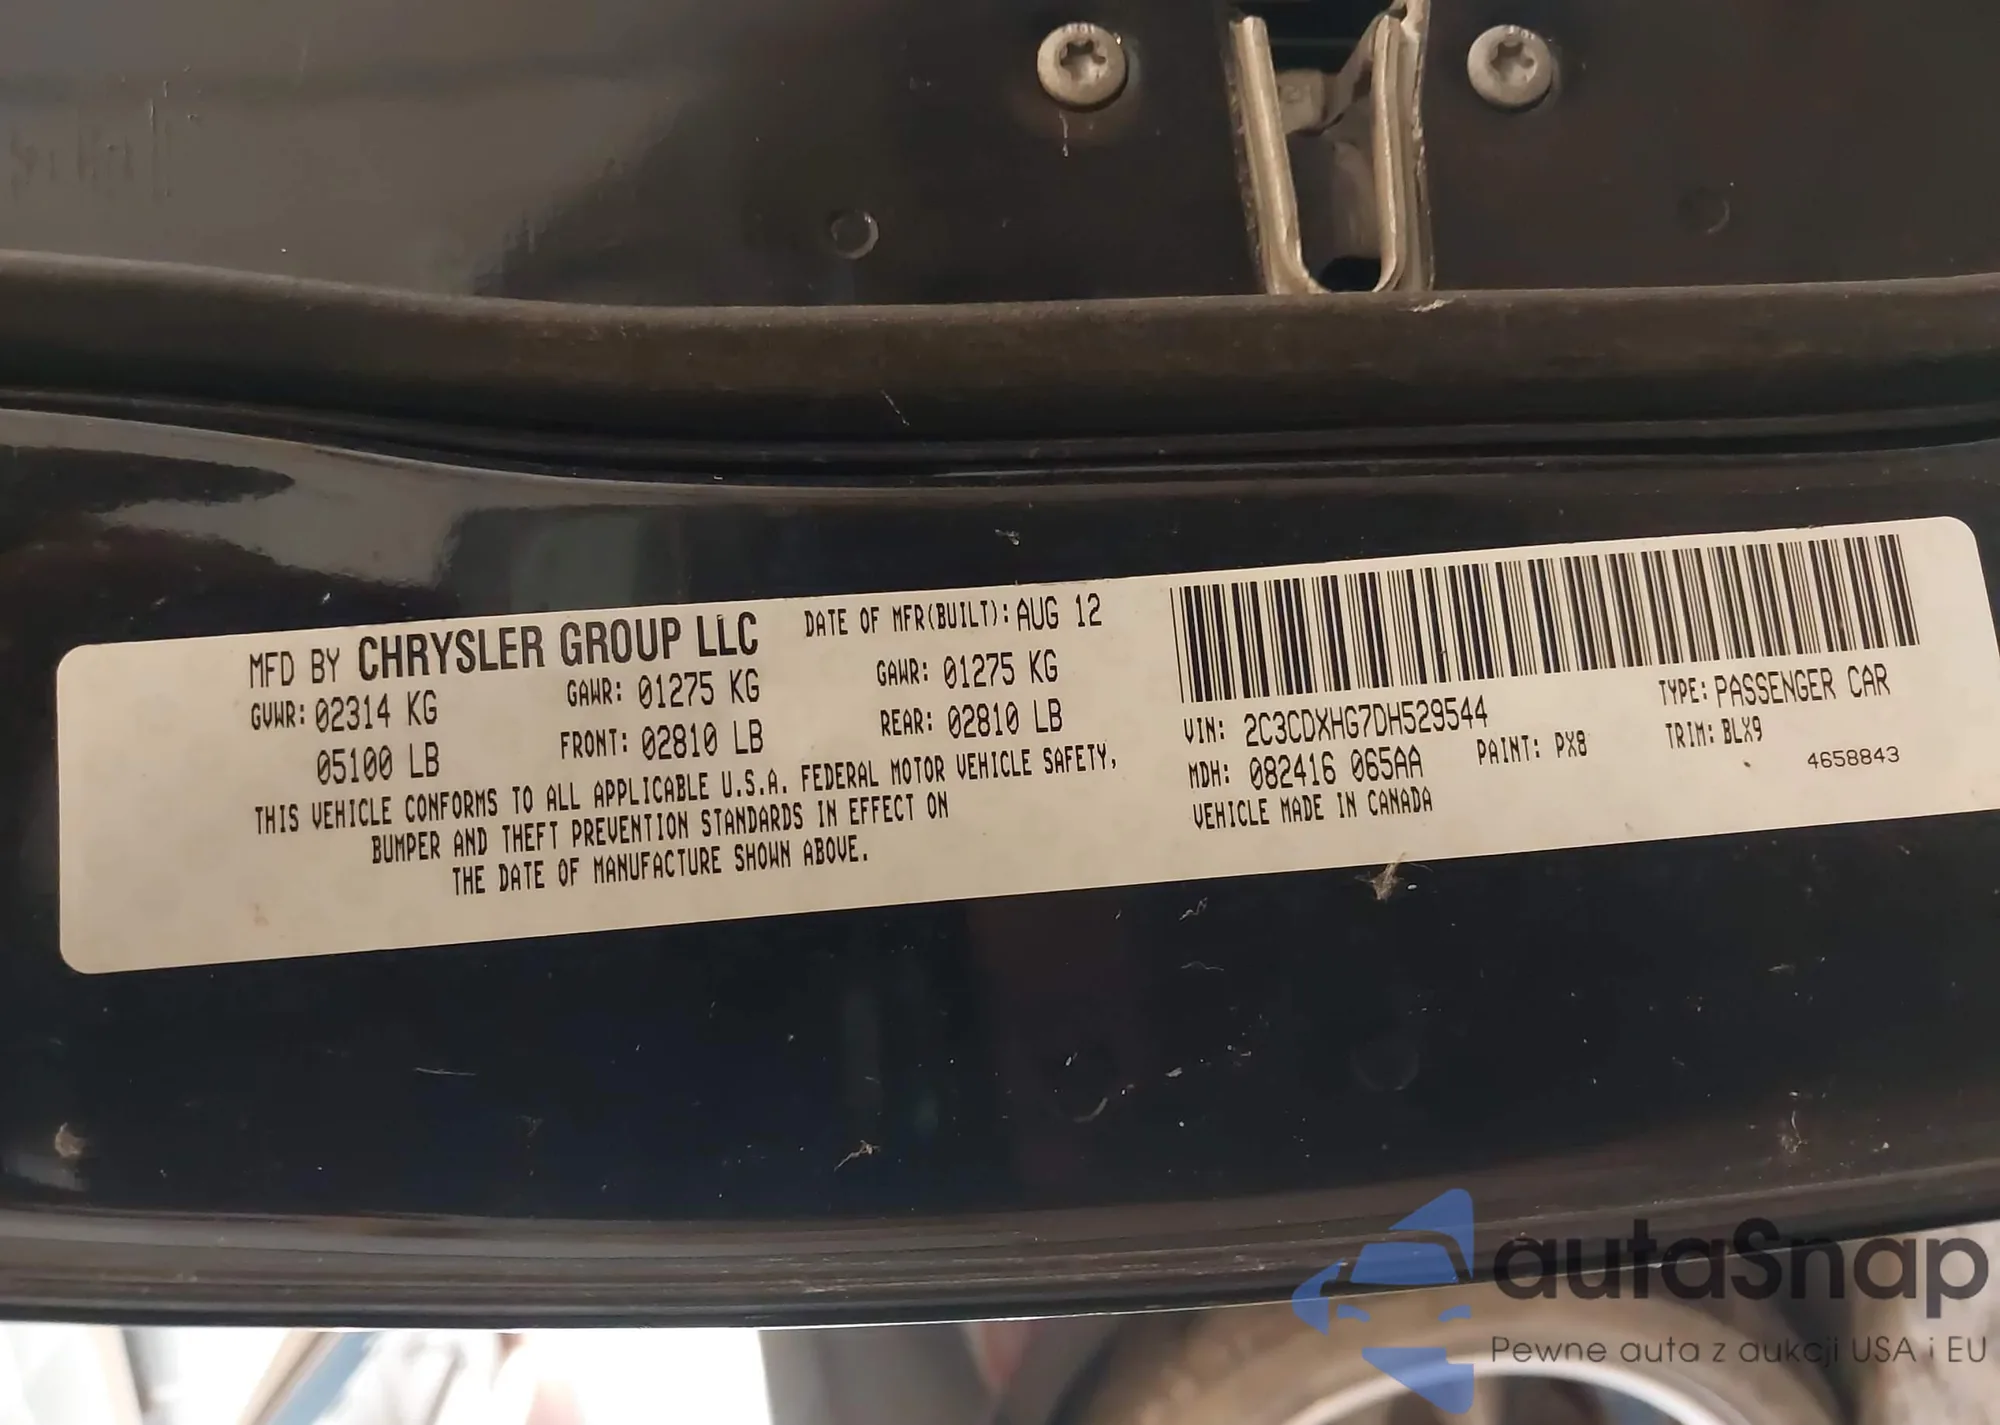 MFD BY CHRYSLER GROUP LLC DATE OF MFR(BUILT): AUG 12
GVWR: 02314 KG GAWR: 01275 KG GAWR: 01275 KG
05100 LB FRONT: 02810 LB REAR: 02810 LB
THIS VEHICLE CONFORMS TO ALL APPLICABLE U.S.A. FEDERAL MOTOR VEHICLE SAFETY,
BUMPER AND THEFT PREVENTION STANDARDS IN EFFECT ON
THE DATE OF MANUFACTURE SHOWN ABOVE.
VIN: 2C3CDXHG7DH529544 TYPE: PASSENGER CAR
MDH: 082416 065AA PAINT: PX8 TRIM: BLX9
VEHICLE MADE IN CANADA 4658843
autaSnap
Pewne auta z aukcji USA i EU